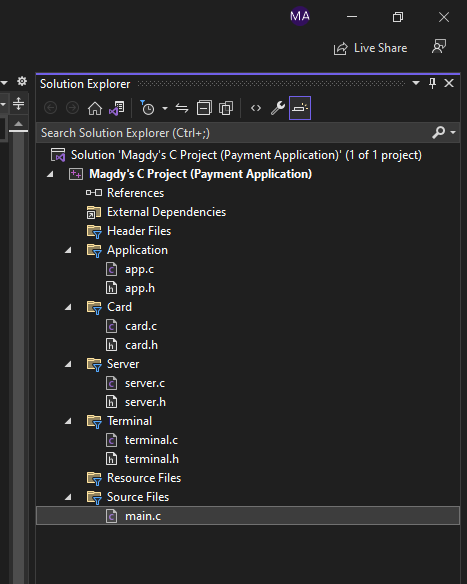 MA
Live Share
Solution Explorer
Search Solution Explorer (Ctrl+;)
Solution 'Magdy's C Project (Payment Application)' (1 of 1 project)
Magdy's C Project (Payment Application)
References
External Dependencies
Header Files
Application
app.c
app.h
Card
card.c
card.h
Server
server.c
server.h
Terminal
terminal.c
terminal.h
Resource Files
Source Files
main.c